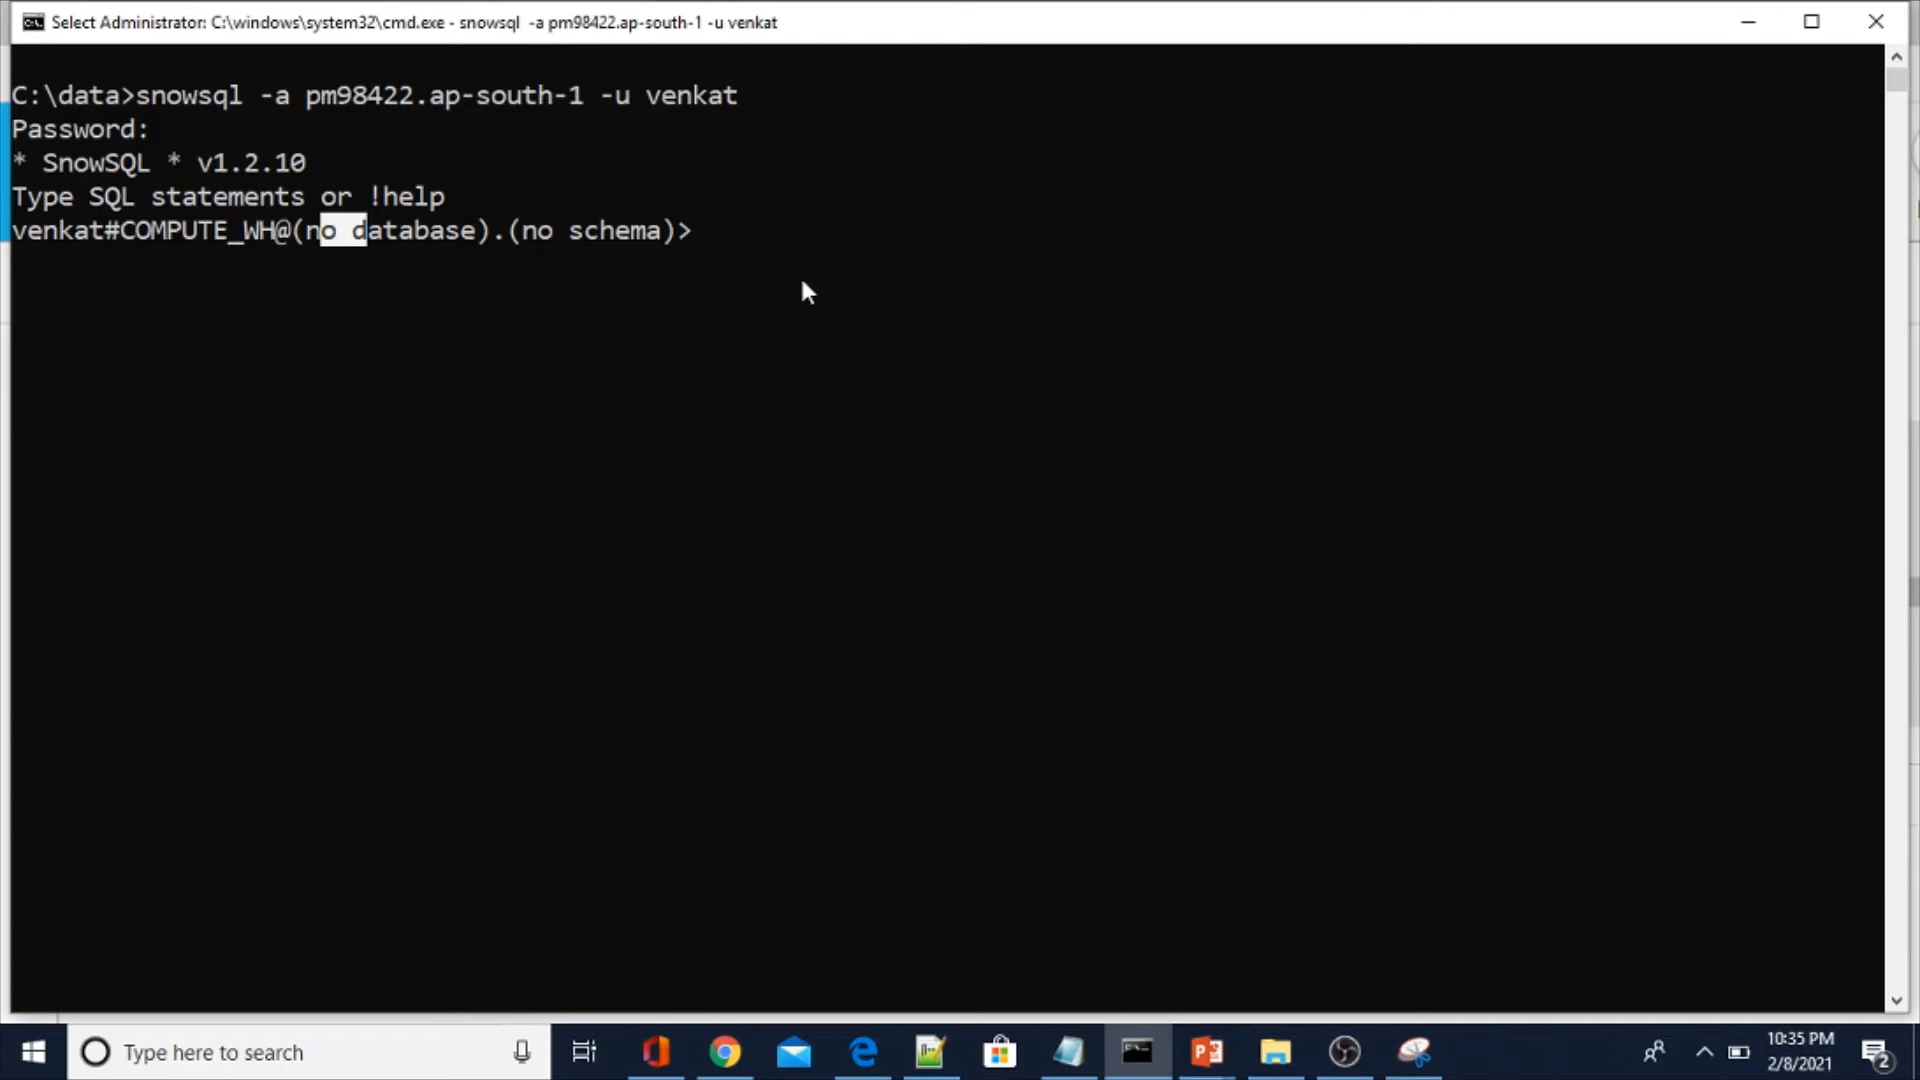 Select Administrator: C:\windows\system32\cmd.exe - snowsql  -a pm98422.ap-south-1 -u venkat
C:\data>snowsql -a pm98422.ap-south-1 -u venkat
Password:
* SnowSQL * v1.2.10
Type SQL statements or !help
venkat#COMPUTE_WH@(no database).(no schema)>
Type here to search
10:35 PM
2/8/2021
2